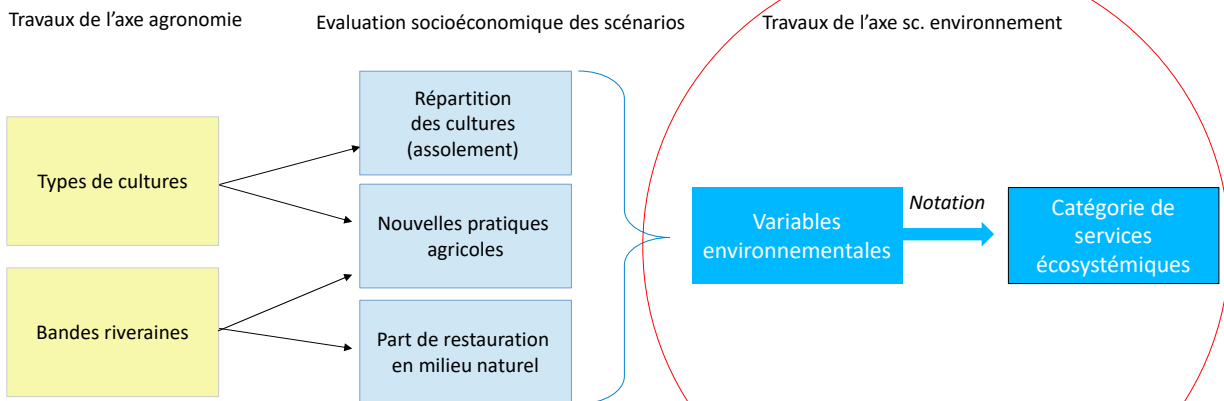 Travaux de l'axe agronomie
Evaluation socioéconomique des scénarios
Travaux de l'axe sc. environnement
Types de cultures
Bandes riveraines
Répartition
des cultures
(assolement)
Nouvelles pratiques
agricoles
Part de restauration
en milieu naturel
Variables
environnementales
Notation
Catégorie de
services
écosystémiques